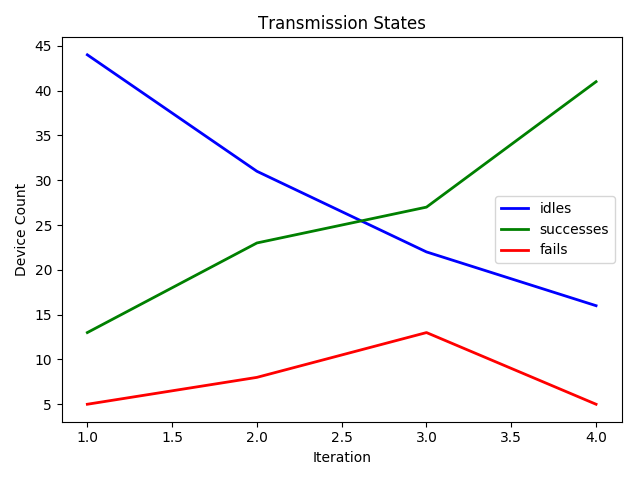 Transmission States
45
40
35
30
25
20
15
10
5
Device Count
idles
successes
fails
1.0 1.5 2.0 2.5 3.0 3.5 4.0
Iteration